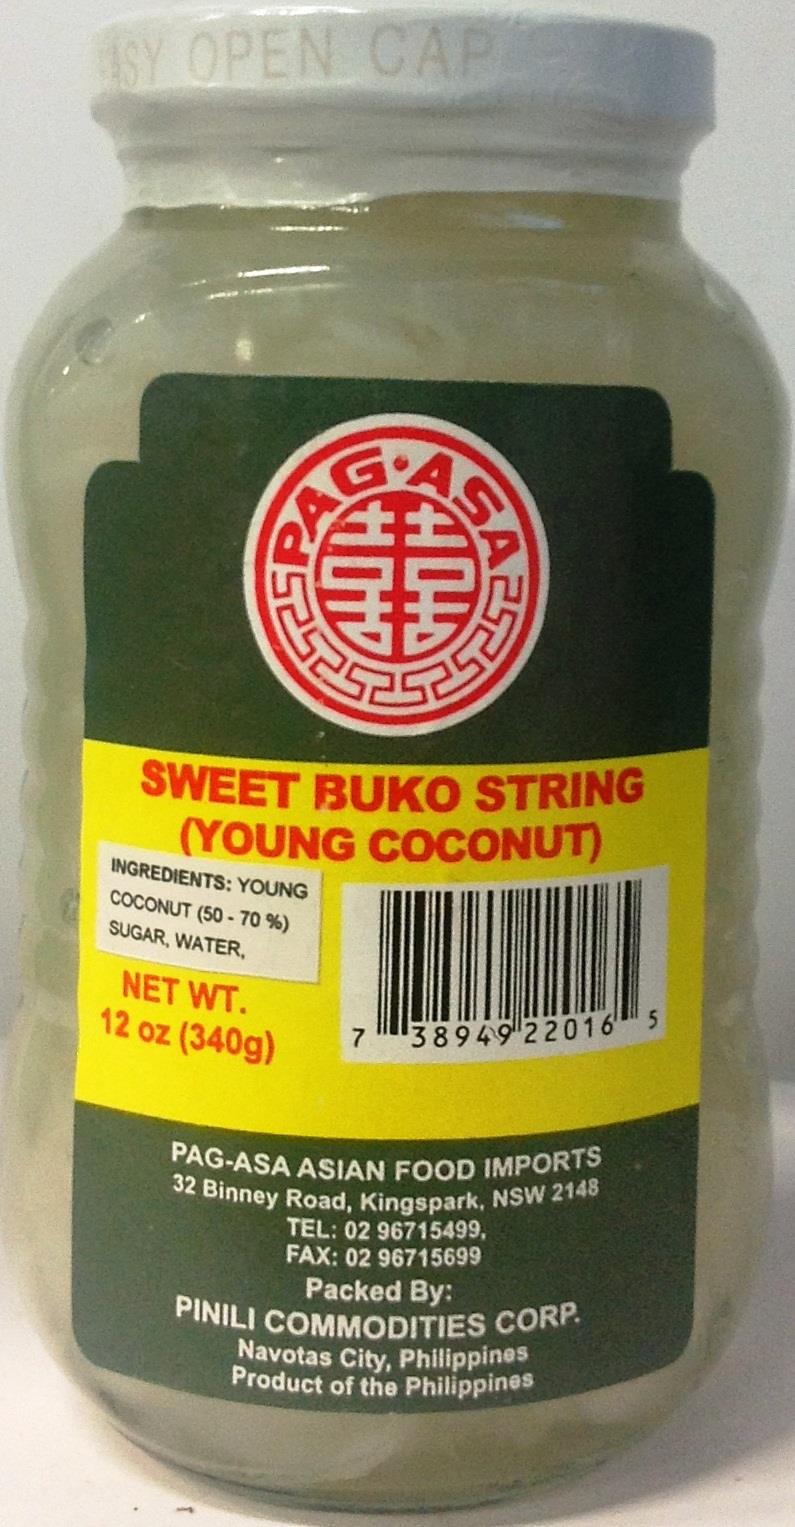 EASY OPEN CAP
PAG·ASA
囍
SWEET BUKO STRING
(YOUNG COCONUT)
INGREDIENTS: YOUNG
COCONUT (50 - 70 %)
SUGAR, WATER,
NET WT.
12 oz (340g)
7 38949 22016 5
PAG-ASA ASIAN FOOD IMPORTS
32 Binney Road, Kingspark, NSW 2148
TEL: 02 96715499,
FAX: 02 96715699
Packed By:
PINILI COMMODITIES CORP.
Navotas City, Philippines
Product of the Philippines